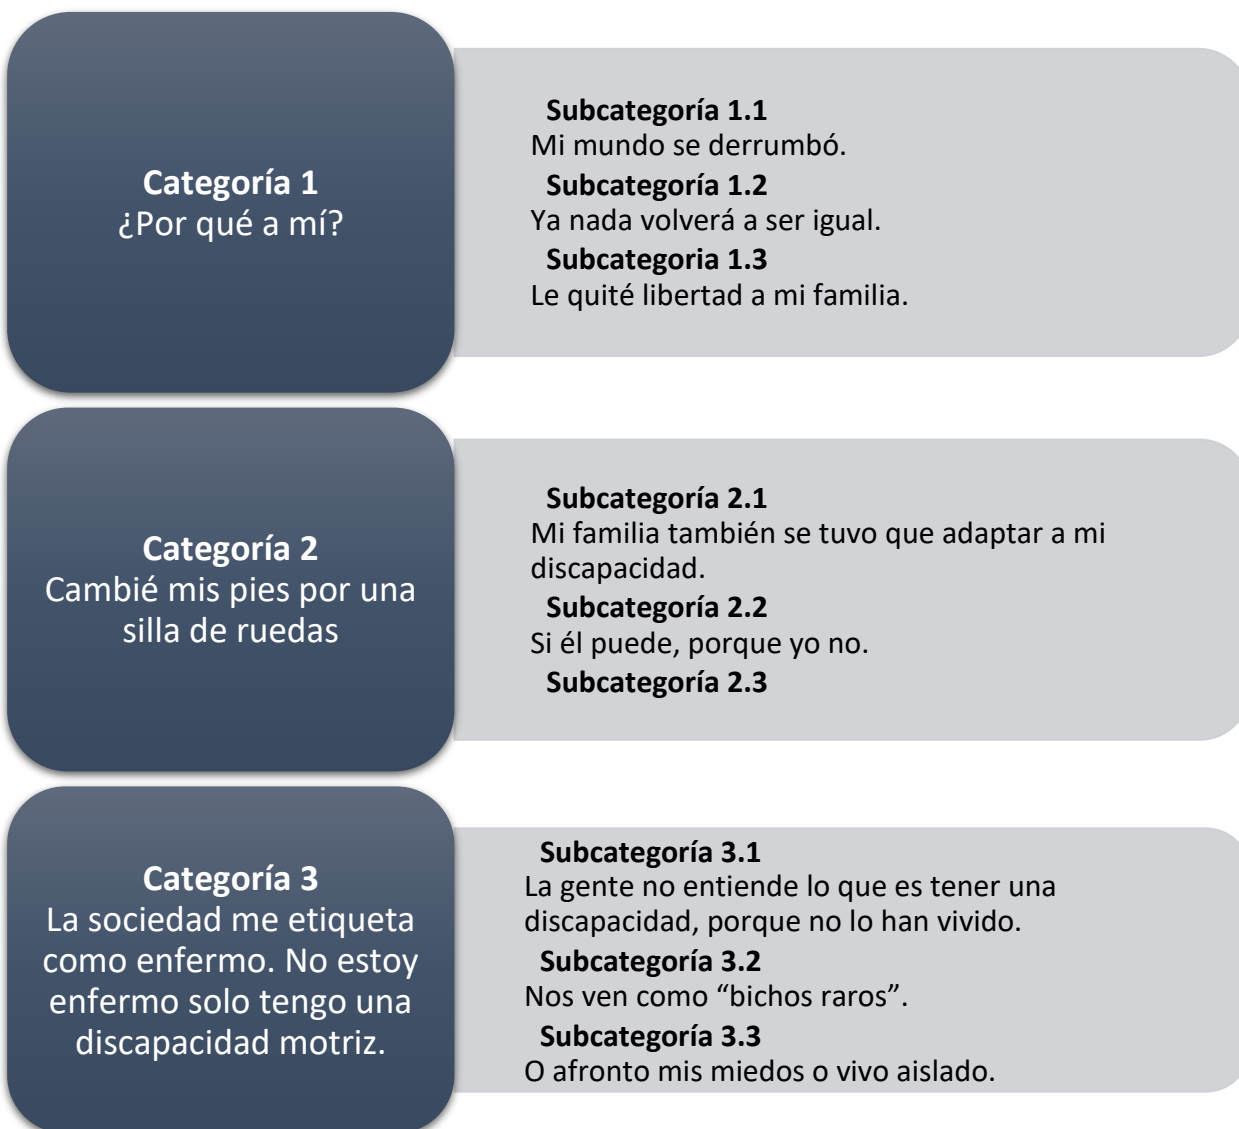 Categoría 1
¿Por qué a mí?
Subcategoría 1.1
Mi mundo se derrumbó.
Subcategoría 1.2
Ya nada volverá a ser igual.
Subcategoria 1.3
Le quité libertad a mi familia.
Categoría 2
Cambié mis pies por una
silla de ruedas
Subcategoría 2.1
Mi familia también se tuvo que adaptar a mi
discapacidad.
Subcategoría 2.2
Si él puede, porque yo no.
Subcategoría 2.3
Categoría 3
La sociedad me etiqueta
como enfermo. No estoy
enfermo solo tengo una
discapacidad motriz.
Subcategoría 3.1
La gente no entiende lo que es tener una
discapacidad, porque no lo han vivido.
Subcategoría 3.2
Nos ven como “bichos raros”.
Subcategoría 3.3
O afronto mis miedos o vivo aislado.